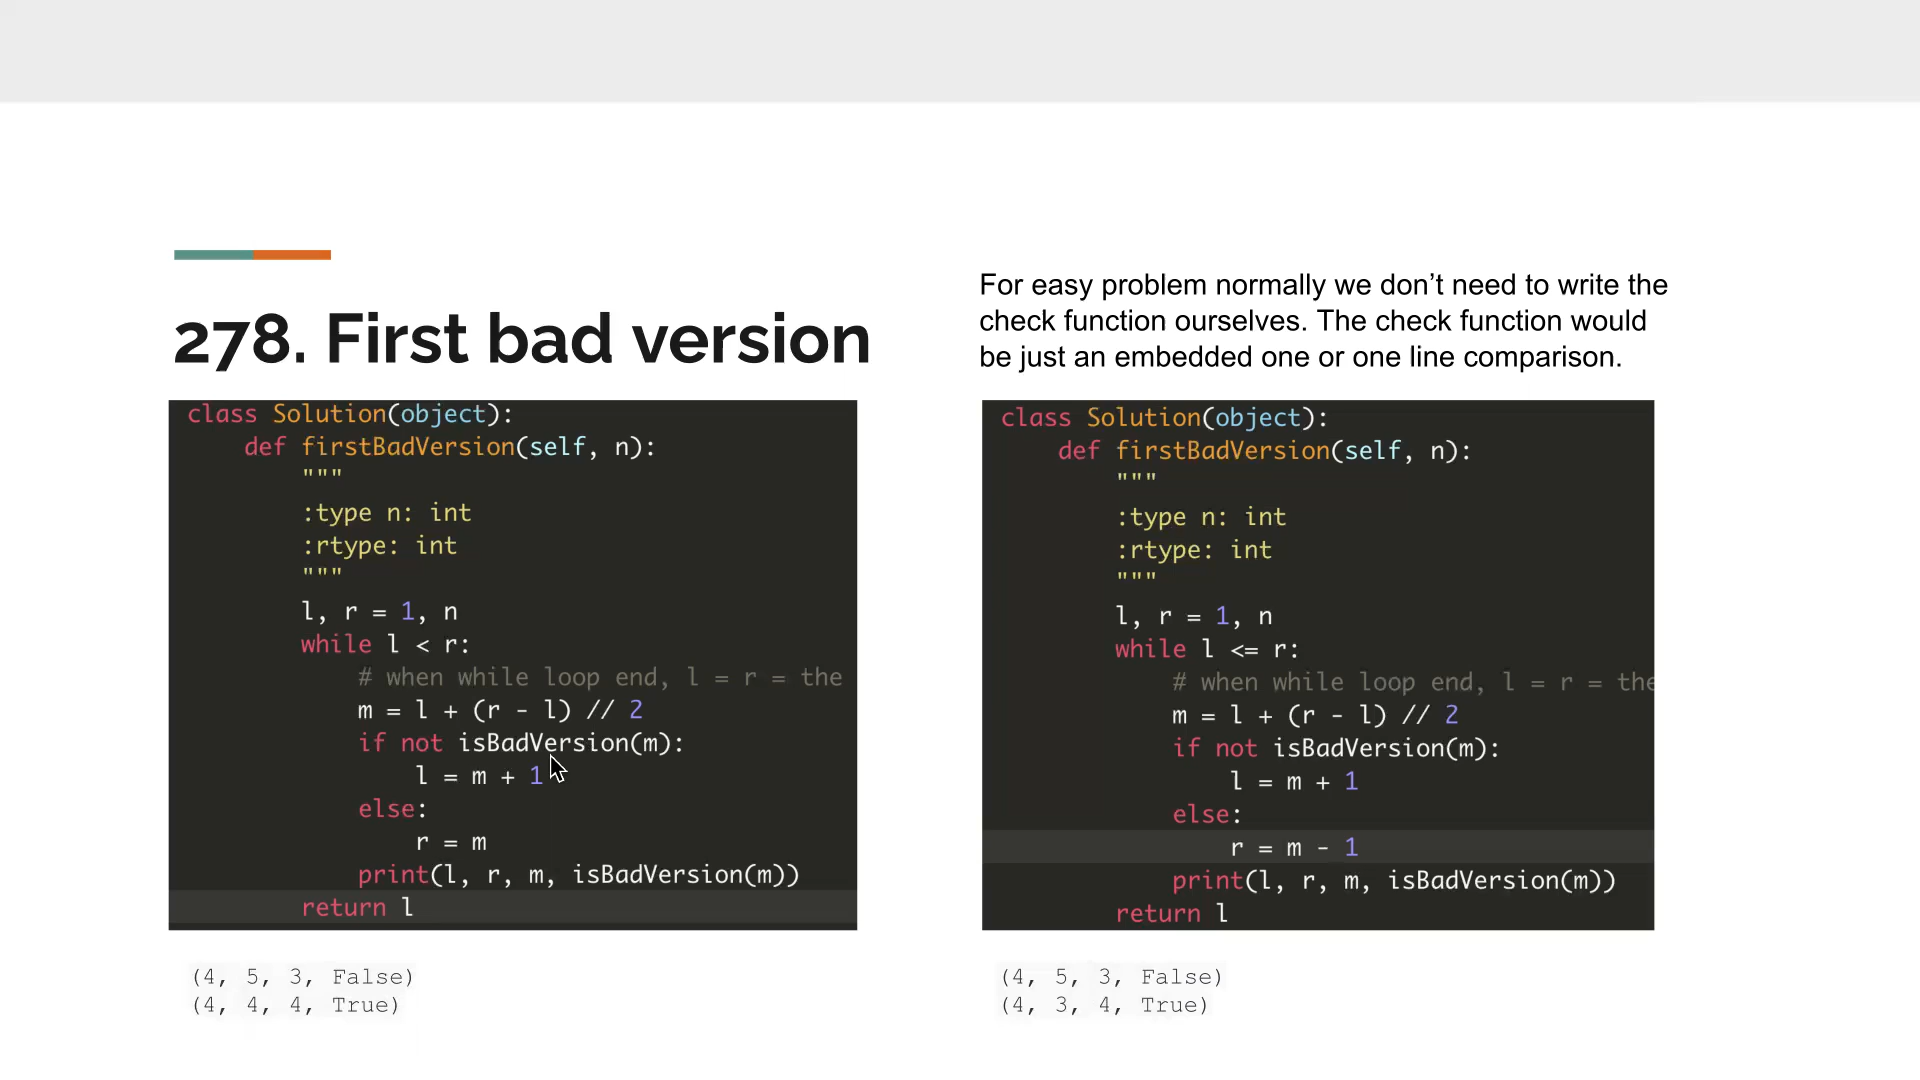 278. First bad version
For easy problem normally we don’t need to write the
check function ourselves. The check function would
be just an embedded one or one line comparison.
class Solution(object):
    def firstBadVersion(self, n):
        """
        :type n: int
        :rtype: int
        """
        l, r = 1, n
        while l < r:
            # when while loop end, l = r = the
            m = l + (r - l) // 2
            if not isBadVersion(m):
                l = m + 1
            else:
                r = m
            print(l, r, m, isBadVersion(m))
        return l
(4, 5, 3, False)
(4, 4, 4, True)
class Solution(object):
    def firstBadVersion(self, n):
        """
        :type n: int
        :rtype: int
        """
        l, r = 1, n
        while l <= r:
            # when while loop end, l = r = the
            m = l + (r - l) // 2
            if not isBadVersion(m):
                l = m + 1
            else:
                r = m - 1
            print(l, r, m, isBadVersion(m))
        return l
(4, 5, 3, False)
(4, 3, 4, True)